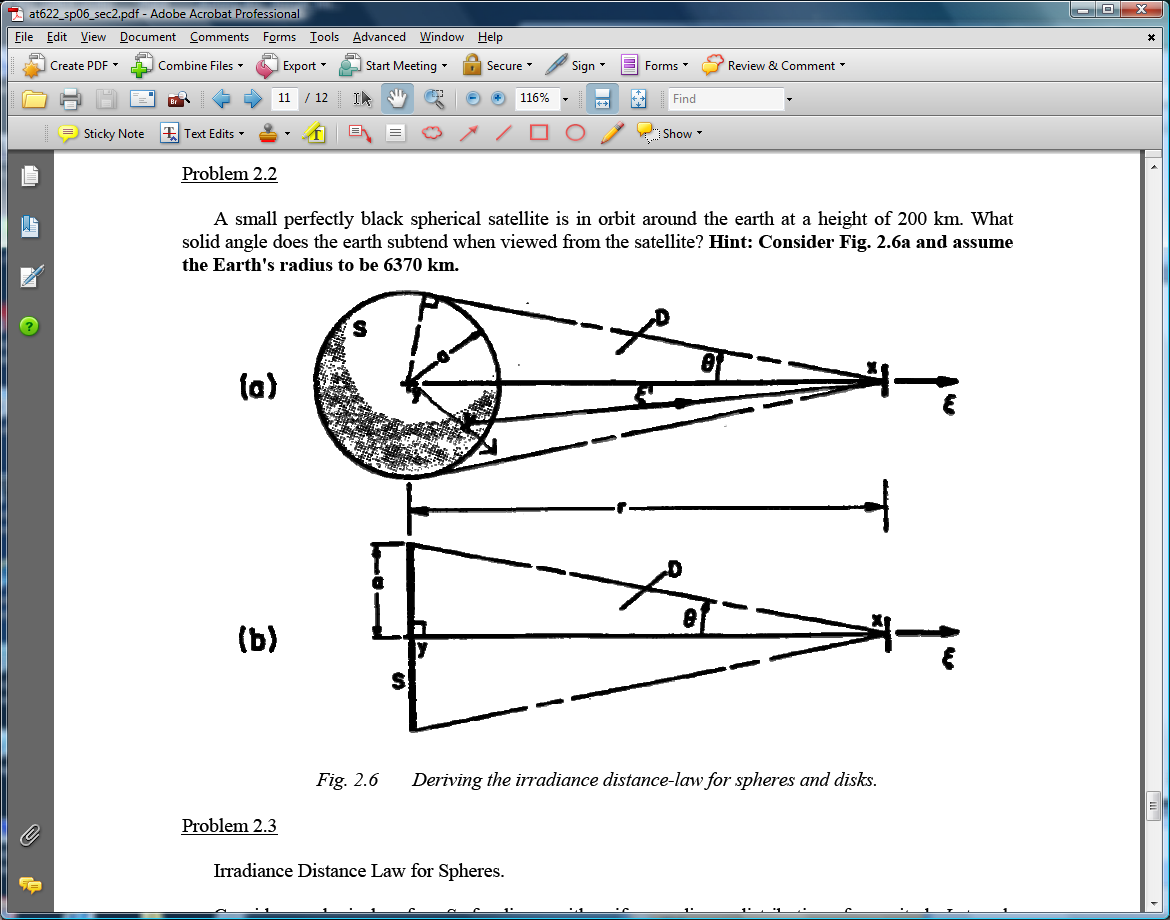 at622_sp06_sec2.pdf - Adobe Acrobat Professional
File Edit View Document Comments Forms Tools Advanced Window Help
Create PDF Combine Files Export Start Meeting Secure Sign Forms Review & Comment
11 / 12 116% Find
Sticky Note Text Edits Show
Problem 2.2
A small perfectly black spherical satellite is in orbit around the earth at a height of 200 km. What
solid angle does the earth subtend when viewed from the satellite? Hint: Consider Fig. 2.6a and assume
the Earth's radius to be 6370 km.
S D
a θ x
(a) y ξ' ξ
r
a D
θ x
(b) y ξ
S
Fig. 2.6 Deriving the irradiance distance-law for spheres and disks.
Problem 2.3
Irradiance Distance Law for Spheres.